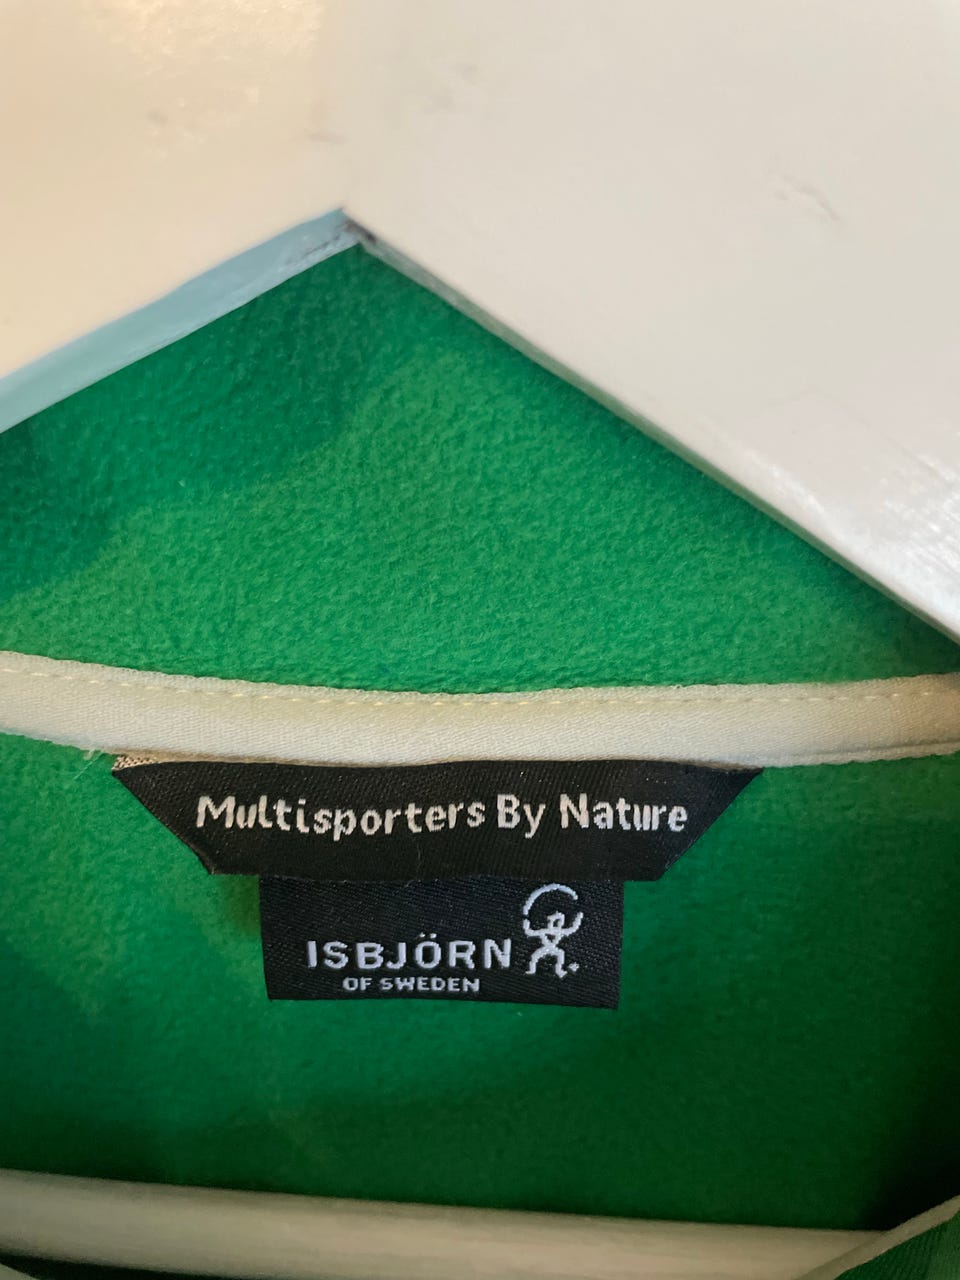 Multisporters By Nature
ISBJÖRN
OF SWEDEN